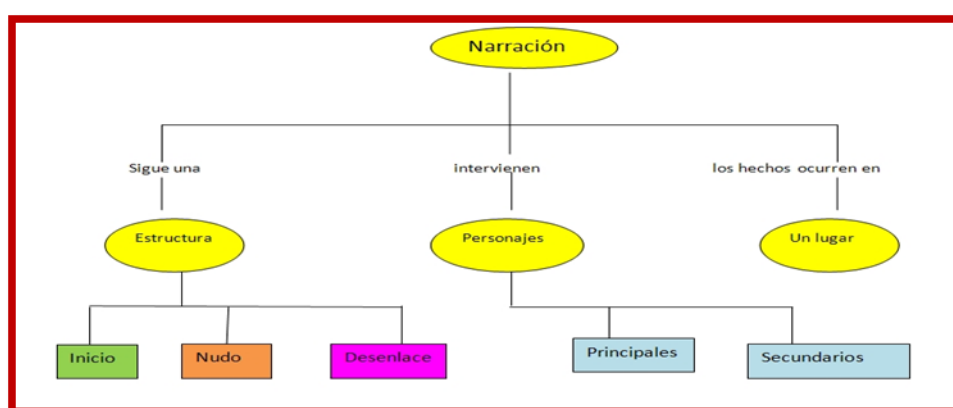 Narración
Sigue una
intervienen
los hechos ocurren en
Estructura
Personajes
Un lugar
Inicio
Nudo
Desenlace
Principales
Secundarios